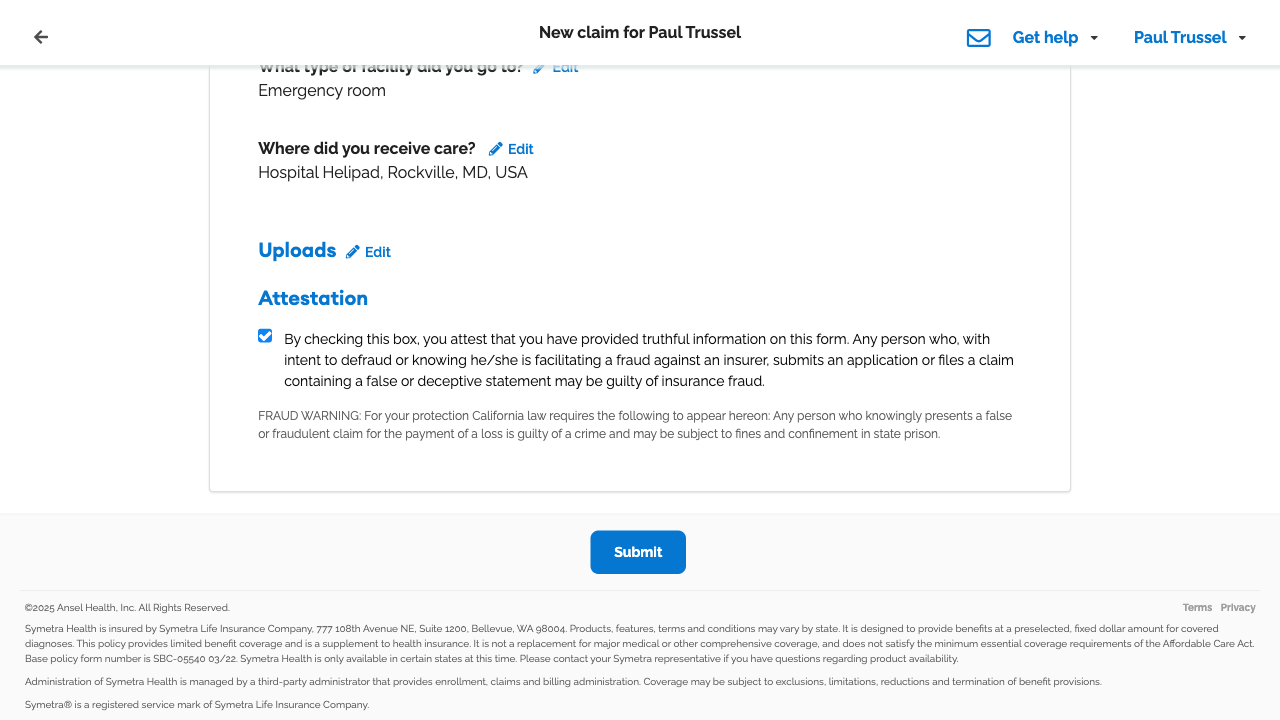 New claim for Paul Trussel
Get help
Paul Trussel
What type of facility did you go to? Edit
Emergency room
Where did you receive care? Edit
Hospital Helipad, Rockville, MD, USA
Uploads Edit
Attestation
By checking this box, you attest that you have provided truthful information on this form. Any person who, with
intent to defraud or knowing he/she is facilitating a fraud against an insurer, submits an application or files a claim
containing a false or deceptive statement may be guilty of insurance fraud.
FRAUD WARNING: For your protection California law requires the following to appear hereon: Any person who knowingly presents a false
or fraudulent claim for the payment of a loss is guilty of a crime and may be subject to fines and confinement in state prison.
Submit
©2025 Ansel Health, Inc. All Rights Reserved.
Terms Privacy
Symetra Health is insured by Symetra Life Insurance Company, 777 108th Avenue NE, Suite 1200, Bellevue, WA 98004. Products, features, terms and conditions may vary by state. It is designed to provide benefits at a preselected, fixed dollar amount for covered
diagnoses. This policy provides limited benefit coverage and is a supplement to health insurance. It is not a replacement for major medical or other comprehensive coverage, and does not satisfy the minimum essential coverage requirements of the Affordable Care Act.
Base policy form number is SBC-05540 03/22. Symetra Health is only available in certain states at this time. Please contact your Symetra representative if you have questions regarding product availability.
Administration of Symetra Health is managed by a third-party administrator that provides enrollment, claims and billing administration. Coverage may be subject to exclusions, limitations, reductions and termination of benefit provisions.
Symetra® is a registered service mark of Symetra Life Insurance Company.